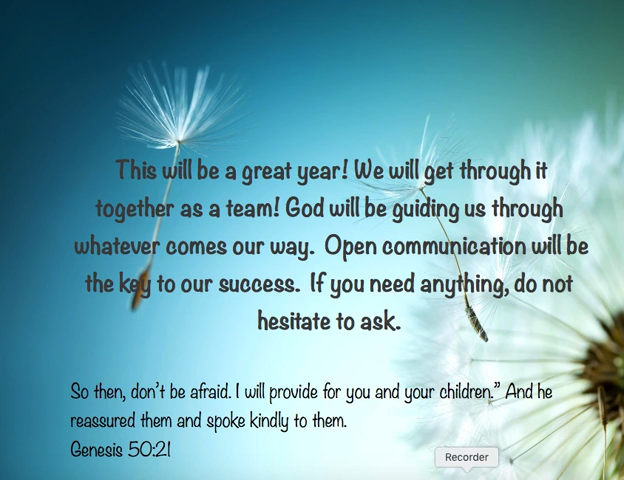 This will be a great year! We will get through it
together as a team! God will be guiding us through
whatever comes our way.  Open communication will be
the key to our success.  If you need anything, do not
hesitate to ask.
So then, don’t be afraid. I will provide for you and your children.” And he
reassured them and spoke kindly to them.
Genesis 50:21
Recorder